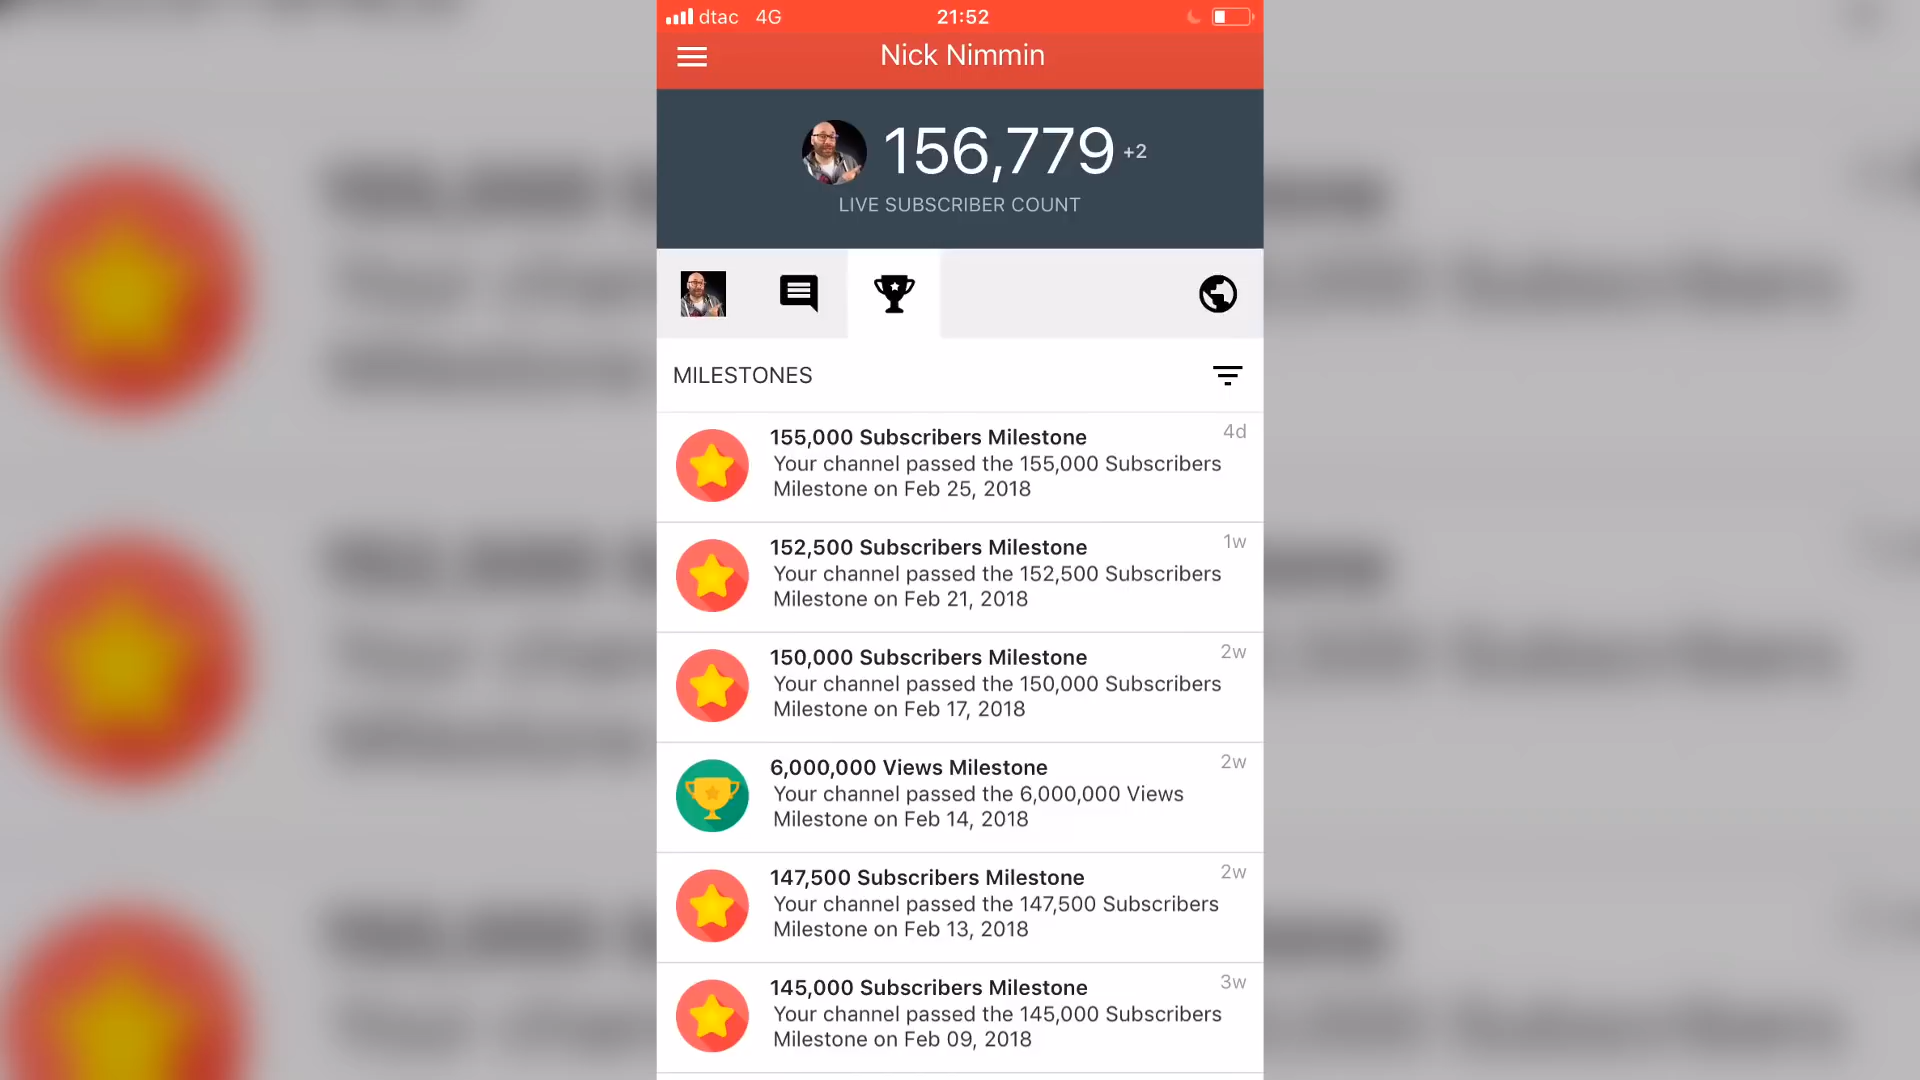 dtac 4G 21:52
Nick Nimmin
156,779 +2
LIVE SUBSCRIBER COUNT
MILESTONES
155,000 Subscribers Milestone 4d
Your channel passed the 155,000 Subscribers
Milestone on Feb 25, 2018
152,500 Subscribers Milestone 1w
Your channel passed the 152,500 Subscribers
Milestone on Feb 21, 2018
150,000 Subscribers Milestone 2w
Your channel passed the 150,000 Subscribers
Milestone on Feb 17, 2018
6,000,000 Views Milestone 2w
Your channel passed the 6,000,000 Views
Milestone on Feb 14, 2018
147,500 Subscribers Milestone 2w
Your channel passed the 147,500 Subscribers
Milestone on Feb 13, 2018
145,000 Subscribers Milestone 3w
Your channel passed the 145,000 Subscribers
Milestone on Feb 09, 2018